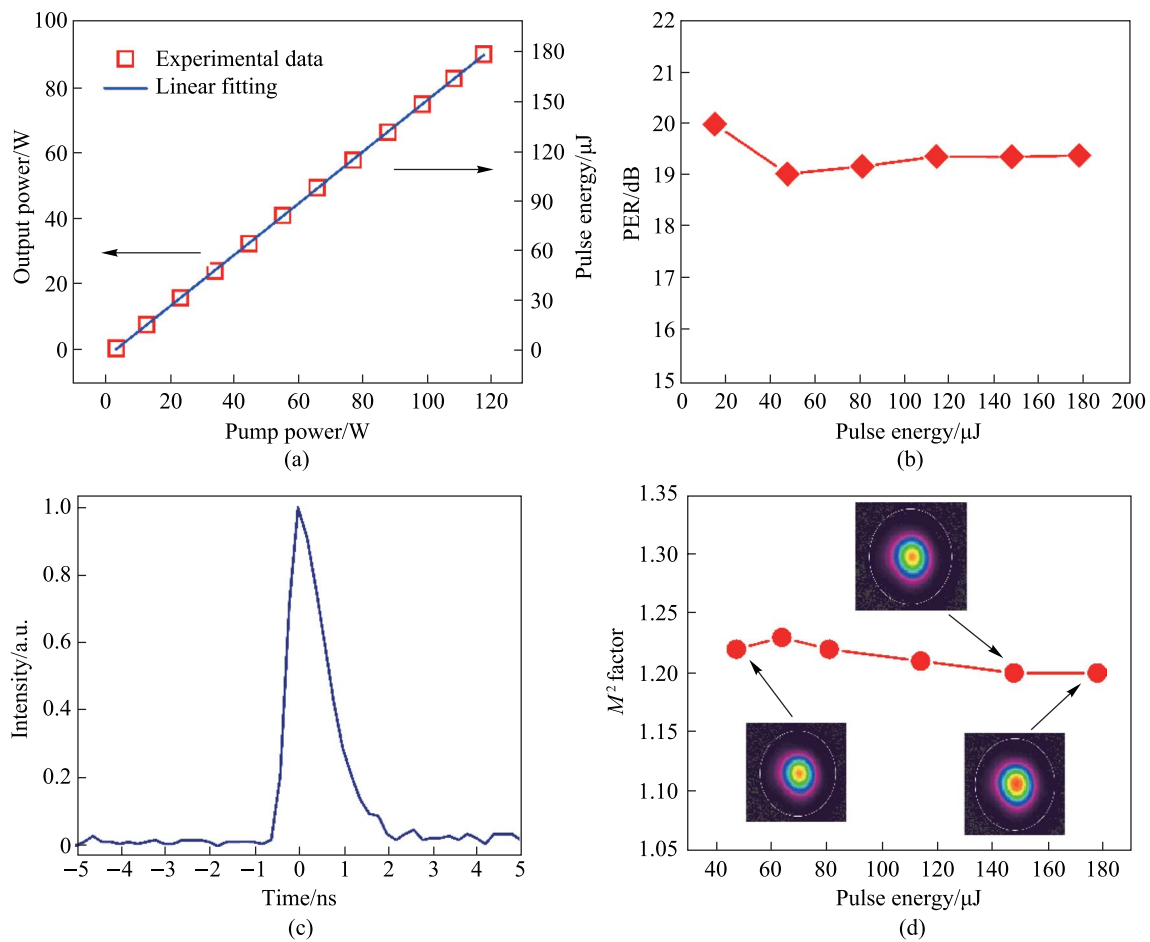 100
80
60
40
20
0
Output power/W
Experimental data
Linear fitting
180
150
120
90
60
30
0
Pulse energy/μJ
0 20 40 60 80 100 120
Pump power/W
(a)
22
21
20
19
18
17
16
15
PER/dB
0 20 40 60 80 100 120 140 160 180 200
Pulse energy/μJ
(b)
1.0
0.8
0.6
0.4
0.2
0
Intensity/a.u.
−5 −4 −3 −2 −1 0 1 2 3 4 5
Time/ns
(c)
1.35
1.30
1.25
1.20
1.15
1.10
1.05
M² factor
40 60 80 100 120 140 160 180
Pulse energy/μJ
(d)